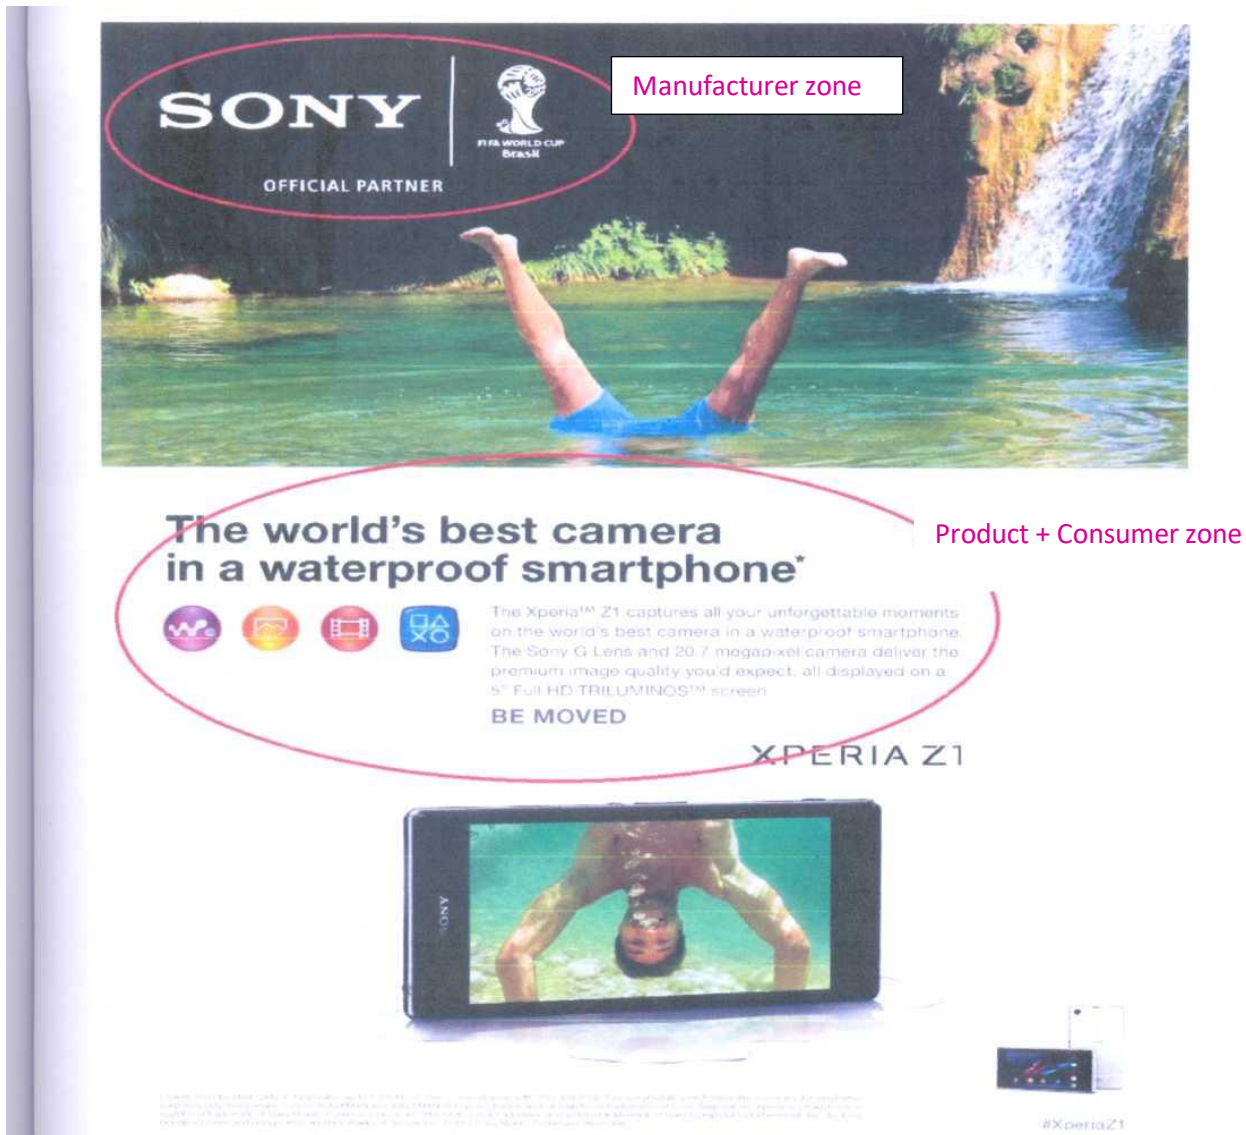 SONY
FIFA WORLD CUP
Brasil
OFFICIAL PARTNER
Manufacturer zone
The world's best camera
in a waterproof smartphone*
Product + Consumer zone
The Xperia™ Z1 captures all your unforgettable moments
on the world's best camera in a waterproof smartphone.
The Sony G Lens and 20.7 megapixel camera deliver the
premium image quality you'd expect, all displayed on a
5" Full HD TRILUMINOS™ screen
BE MOVED
XPERIA Z1
SONY
#XperiaZ1